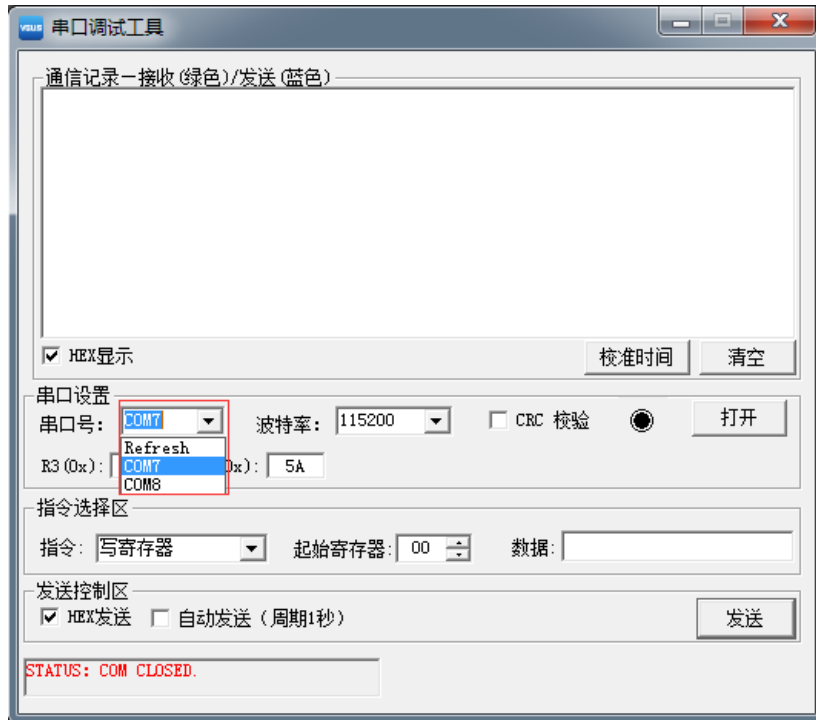 VGUS 串口调试工具
通信记录—接收(绿色)/发送(蓝色)
HEX显示 校准时间 清空
串口设置
串口号: COM7 波特率: 115200 CRC 校验 打开
Refresh
R3(0x): COM7 0x): 5A
COM8
指令选择区
指令: 写寄存器 起始寄存器: 00 数据:
发送控制区
HEX发送 自动发送(周期1秒) 发送
STATUS: COM CLOSED.